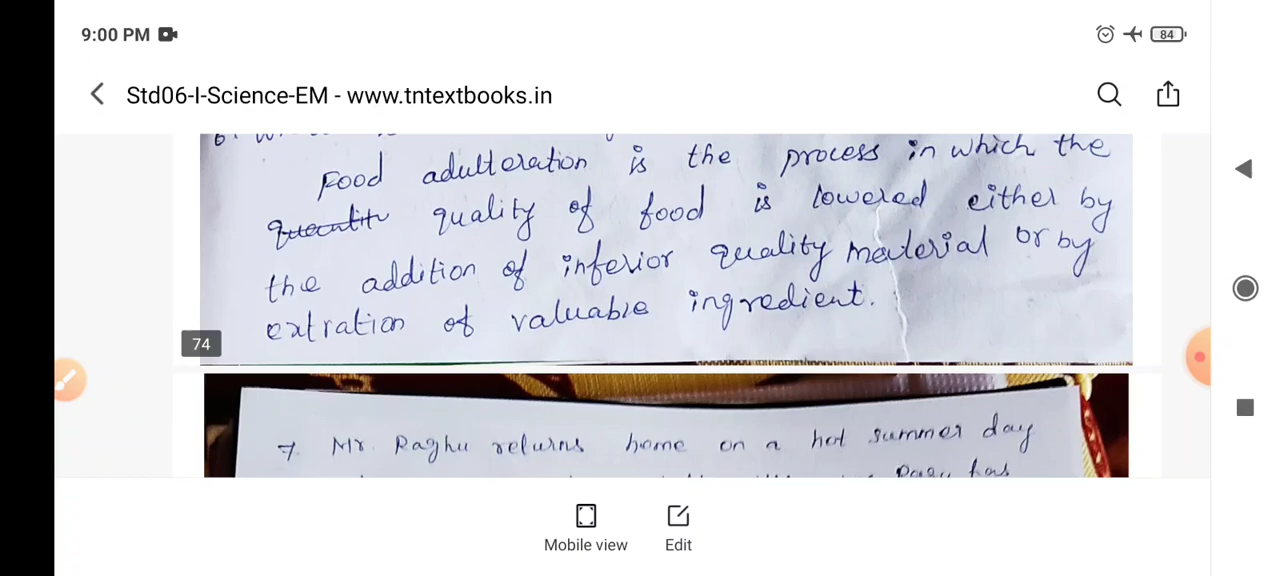 9:00 PM
84
Std06-I-Science-EM - www.tntextbooks.in
6.
Food adulteration is the process in which the
quality of food is lowered either by
the addition of inferior quality material or by
extration of valuable ingredient.
74
7. Mr. Raghu returns home on a hot summer day
has
Mobile view
Edit